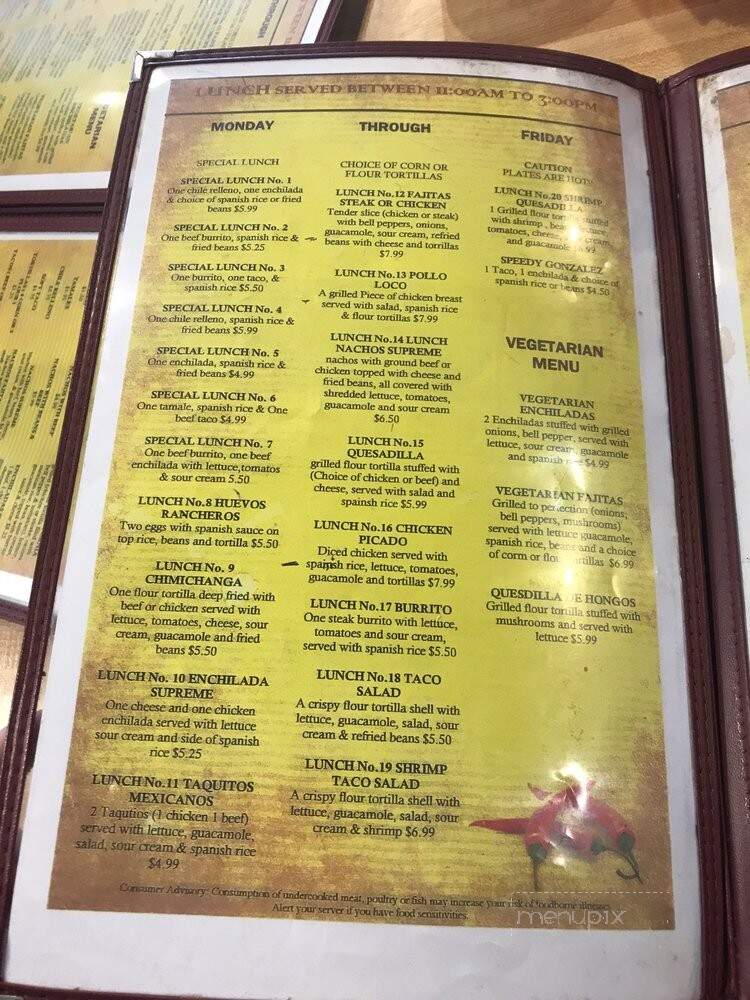 LUNCH SERVED BETWEEN 11:00AM TO 3:00PM
MONDAY
SPECIAL LUNCH
SPECIAL LUNCH No. 1
One chile relleno, one enchilada
& choice of spanish rice or fried
beans $5.99
SPECIAL LUNCH No. 2
One beef burrito, spanish rice &
fried beans $5.25
SPECIAL LUNCH No. 3
One burrito, one taco, &
spanish rice $5.50
SPECIAL LUNCH No. 4
One chile relleno, spanish rice &
fried beans $5.99
SPECIAL LUNCH No. 5
One enchilada, spanish rice &
fried beans $4.99
SPECIAL LUNCH No. 6
One tamale, spanish rice & One
beef taco $4.99
SPECIAL LUNCH No. 7
One beef burrito, one beef
enchilada with lettuce,tomatos
& sour cream 5.50
LUNCH No.8 HUEVOS
RANCHEROS
Two eggs with spanish sauce on
top rice, beans and tortilla $5.50
LUNCH No. 9
CHIMICHANGA
One flour tortilla deep fried with
beef or chicken served with
lettuce, tomatoes, cheese, sour
cream, guacamole and fried
beans $5.50
LUNCH No. 10 ENCHILADA
SUPREME
One cheese and one chicken
enchilada served with lettuce
sour cream and side of spanish
rice $5.25
LUNCH No.11 TAQUITOS
MEXICANOS
2 Taqutios (1 chicken 1 beef)
served with lettuce, guacamole,
salad, sour cream & spanish rice
$4.99
THROUGH
CHOICE OF CORN OR
FLOUR TORTILLAS
LUNCH No.12 FAJITAS
STEAK OR CHICKEN
Tender slice (chicken or steak)
with bell peppers, onions,
guacamole, sour cream, refried
beans with cheese and torrillas
$7.99
LUNCH No.13 POLLO
LOCO
A grilled Piece of chicken breast
served with salad, spanish rice
& flour tortillas $7.99
LUNCH No.14 LUNCH
NACHOS SUPREME
nachos with ground beef or
chicken topped with cheese and
fried beans, all covered with
shredded lettuce, tomatoes,
guacamole and sour cream
$6.50
LUNCH No.15
QUESADILLA
grilled flour tortilla stuffed with
(Choice of chicken or beef) and
cheese, served with salad and
spainsh rice $5.99
LUNCH No.16 CHICKEN
PICADO
Diced chicken served with
spanish rice, lettuce, tomatoes,
guacamole and tortillas $7.99
LUNCH No.17 BURRITO
One steak burrito with lettuce,
tomatoes and sour cream,
served with spanish rice $5.50
LUNCH No.18 TACO
SALAD
A crispy flour tortilla shell with
lettuce, guacamole, salad, sour
cream & refried beans $5.50
LUNCH No.19 SHRIMP
TACO SALAD
A crispy flour tortilla shell with
lettuce, guacamole, salad, sour
cream & shrimp $6.99
FRIDAY
CAUTION
PLATES ARE HOT!
LUNCH No.20 SHRIMP
QUESADILLA
1 Grilled flour tortilla stuffed
with shrimp, lettuce,
tomatoes, cheese, cream,
and guacamole
SPEEDY GONZALEZ
1 Taco, 1 enchilada & choice of
spanish rice or beans $4.50
VEGETARIAN
MENU
VEGETARIAN
ENCHILADAS
2 Enchiladas stuffed with grilled
onions, bell pepper, served with
lettuce, sour cream, guacamole
and spanish rice $4.99
VEGETARIAN FAJITAS
Grilled to perfection (onions,
bell peppers, mushrooms)
served with lettuce guacamole,
spanish rice, beans and a choice
of corn or flour tortillas $6.99
QUESDILLA DE HONGOS
Grilled flour tortilla stuffed with
mushrooms and served with
lettuce $5.99
Consumer Advisory: Consumption of undercooked meat, poultry or fish may increase your risk of foodborne illnesses
Alert your server if you have food sensitivities.
menupix
VEGETARIAN
MENU